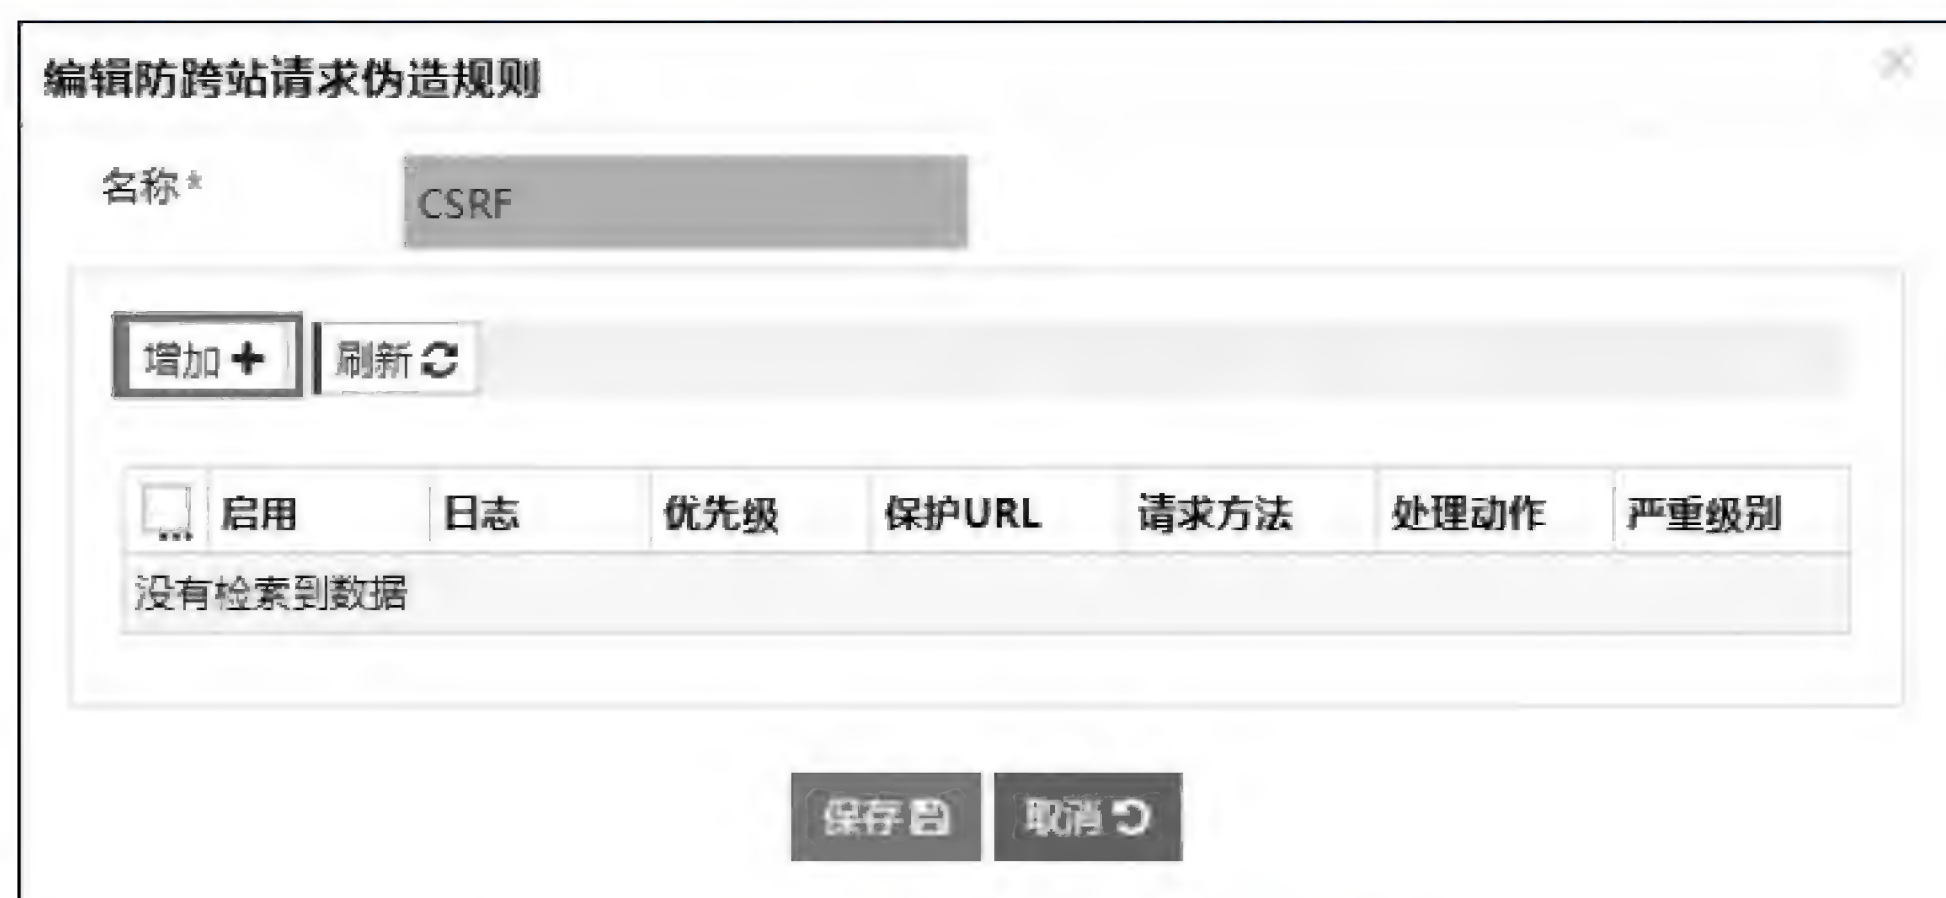 编辑防跨站请求伪造规则
名称*
CSRF
增加 刷新
启用 日志 优先级 保护URL 请求方法 处理动作 严重级别
没有检索到数据
保存 取消